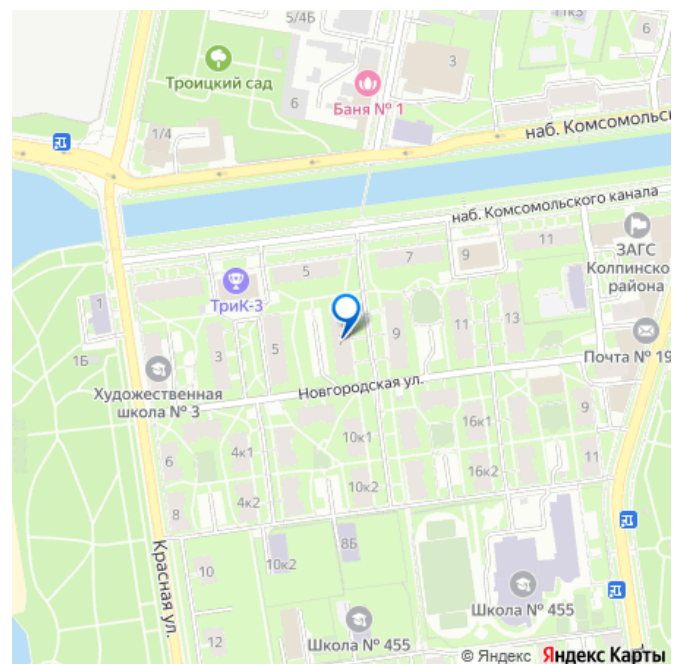 5/4Б
11к3
3
6
Троицкий сад
6
Баня № 1
1/4
наб. Комсомольск
наб. Комсомольского канала
ЗАГС
Колпинско
района
11
7
9
5
ТриК-3
1
1Б
3
5
7
9
11
13
Почта № 19
Художественная
школа № 3
Новгородская ул.
9
16к1
10к1
4к1
6
11
16к2
10к2
4к2
8
8Б
10к2
10
Красная ул.
Школа № 455
12
Школа № 455
© Яндекс Яндекс Карты